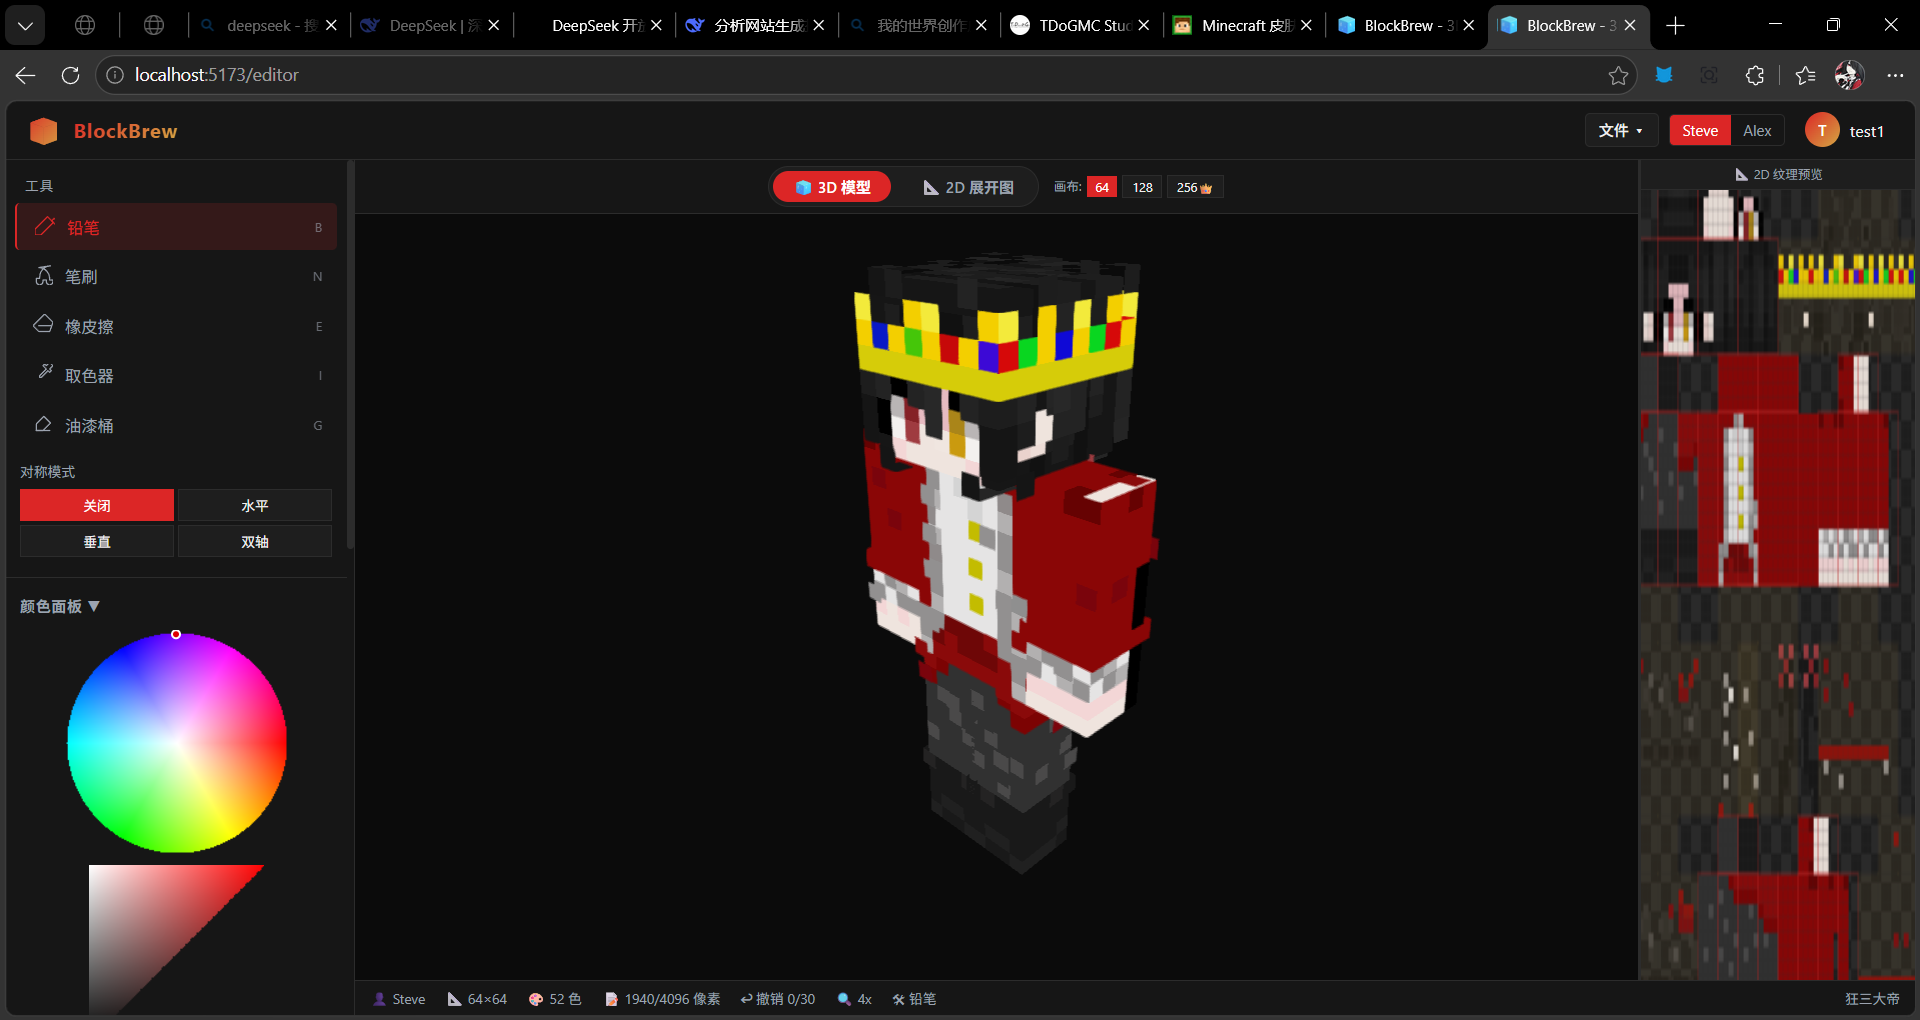 deepseek - 搜
DeepSeek | 深
DeepSeek 开放
分析网站生成
我的世界创作
TDoGMC Stud
Minecraft 皮肤
BlockBrew - 3
BlockBrew - 3
localhost:5173/editor
BlockBrew
文件
Steve
Alex
T
test1
工具
铅笔 B
笔刷 N
橡皮擦 E
取色器 I
油漆桶 G
对称模式
关闭
水平
垂直
双轴
颜色面板 ▼
3D 模型
2D 展开图
画布:
64
128
256
2D 纹理预览
Steve
64×64
52 色
1940/4096 像素
撤销 0/30
4x
铅笔
狂三大帝